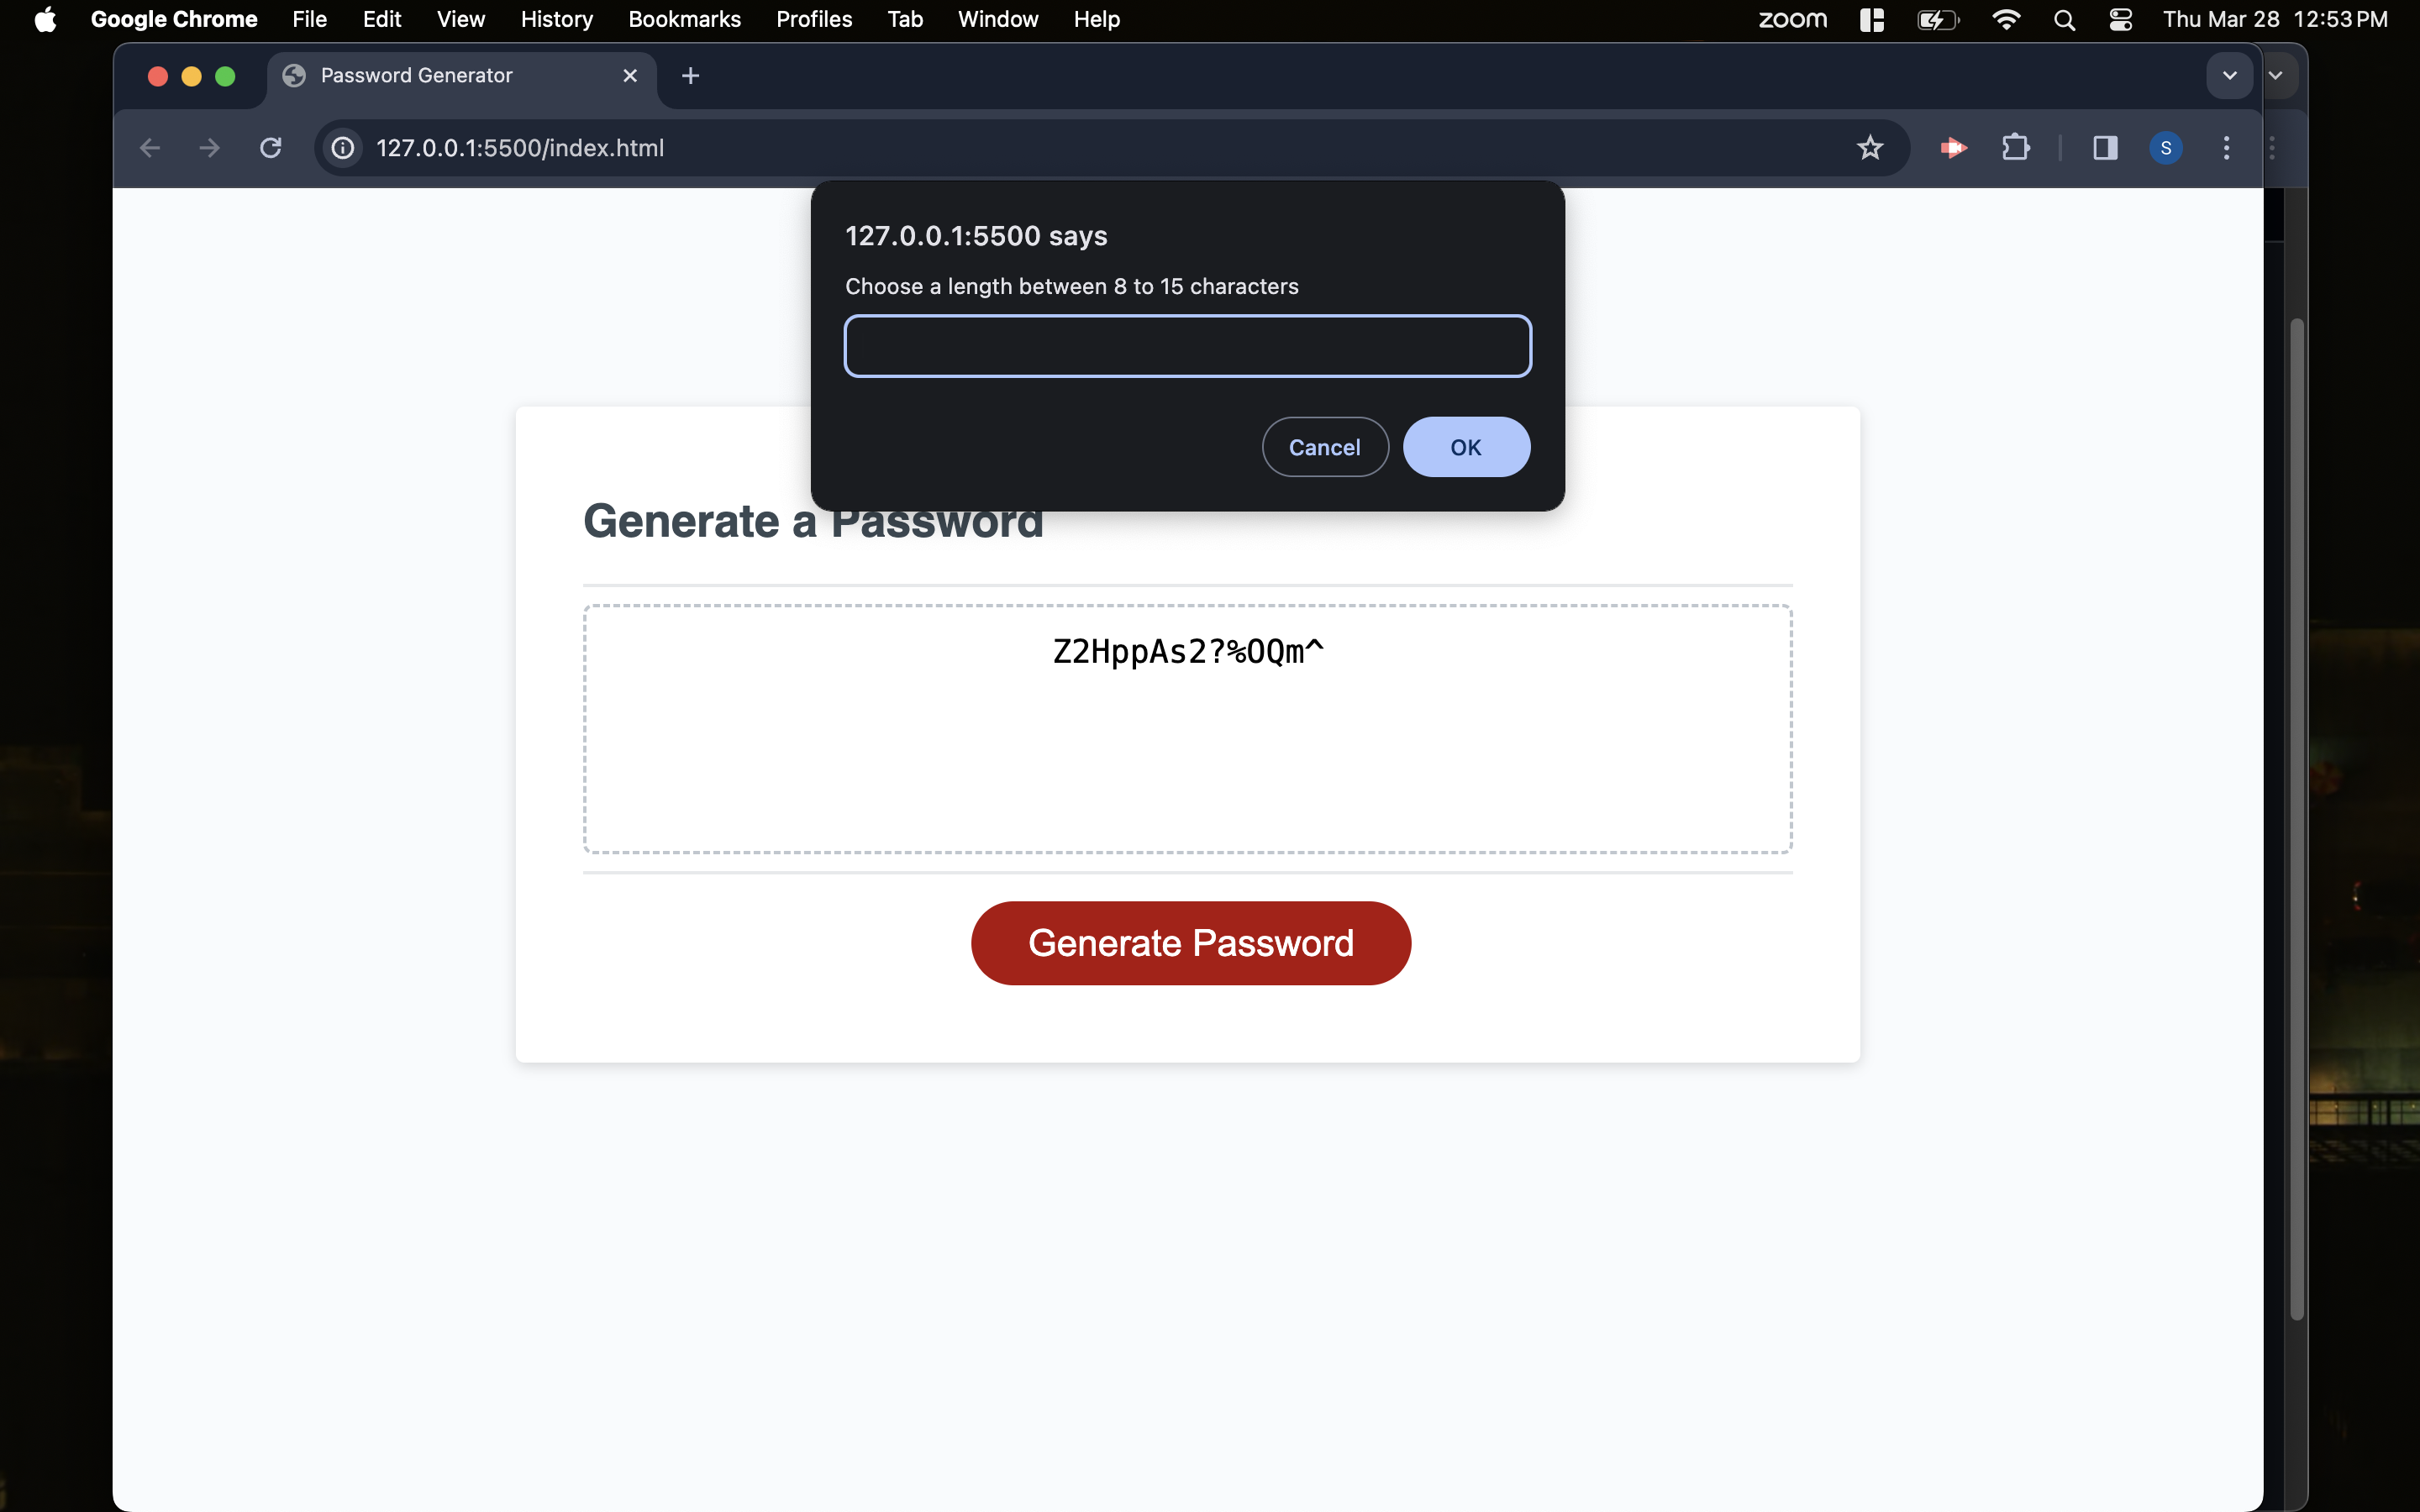 Google Chrome File Edit View History Bookmarks Profiles Tab Window Help zoom Thu Mar 28 12:53 PM
Password Generator
127.0.0.1:5500/index.html S
127.0.0.1:5500 says
Choose a length between 8 to 15 characters
Cancel OK
Generate a Password
Z2HppAs2?%OQm^
Generate Password